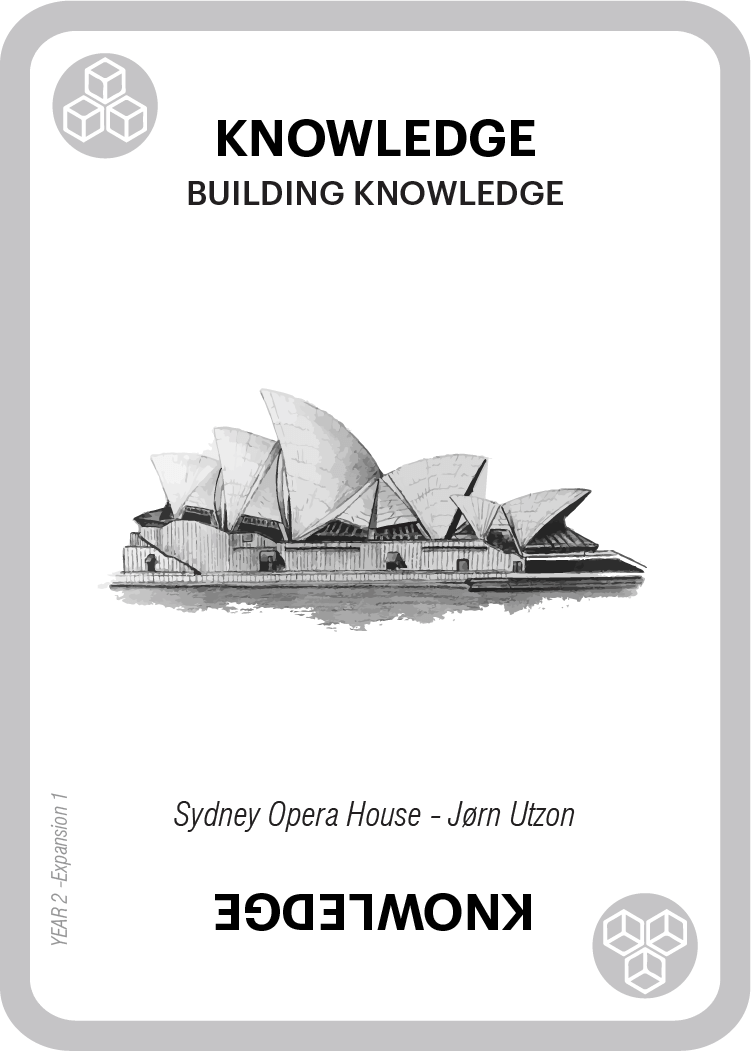 KNOWLEDGE
BUILDING KNOWLEDGE
Sydney Opera House - Jørn Utzon
YEAR 2 -Expansion 1
KNOWLEDGE